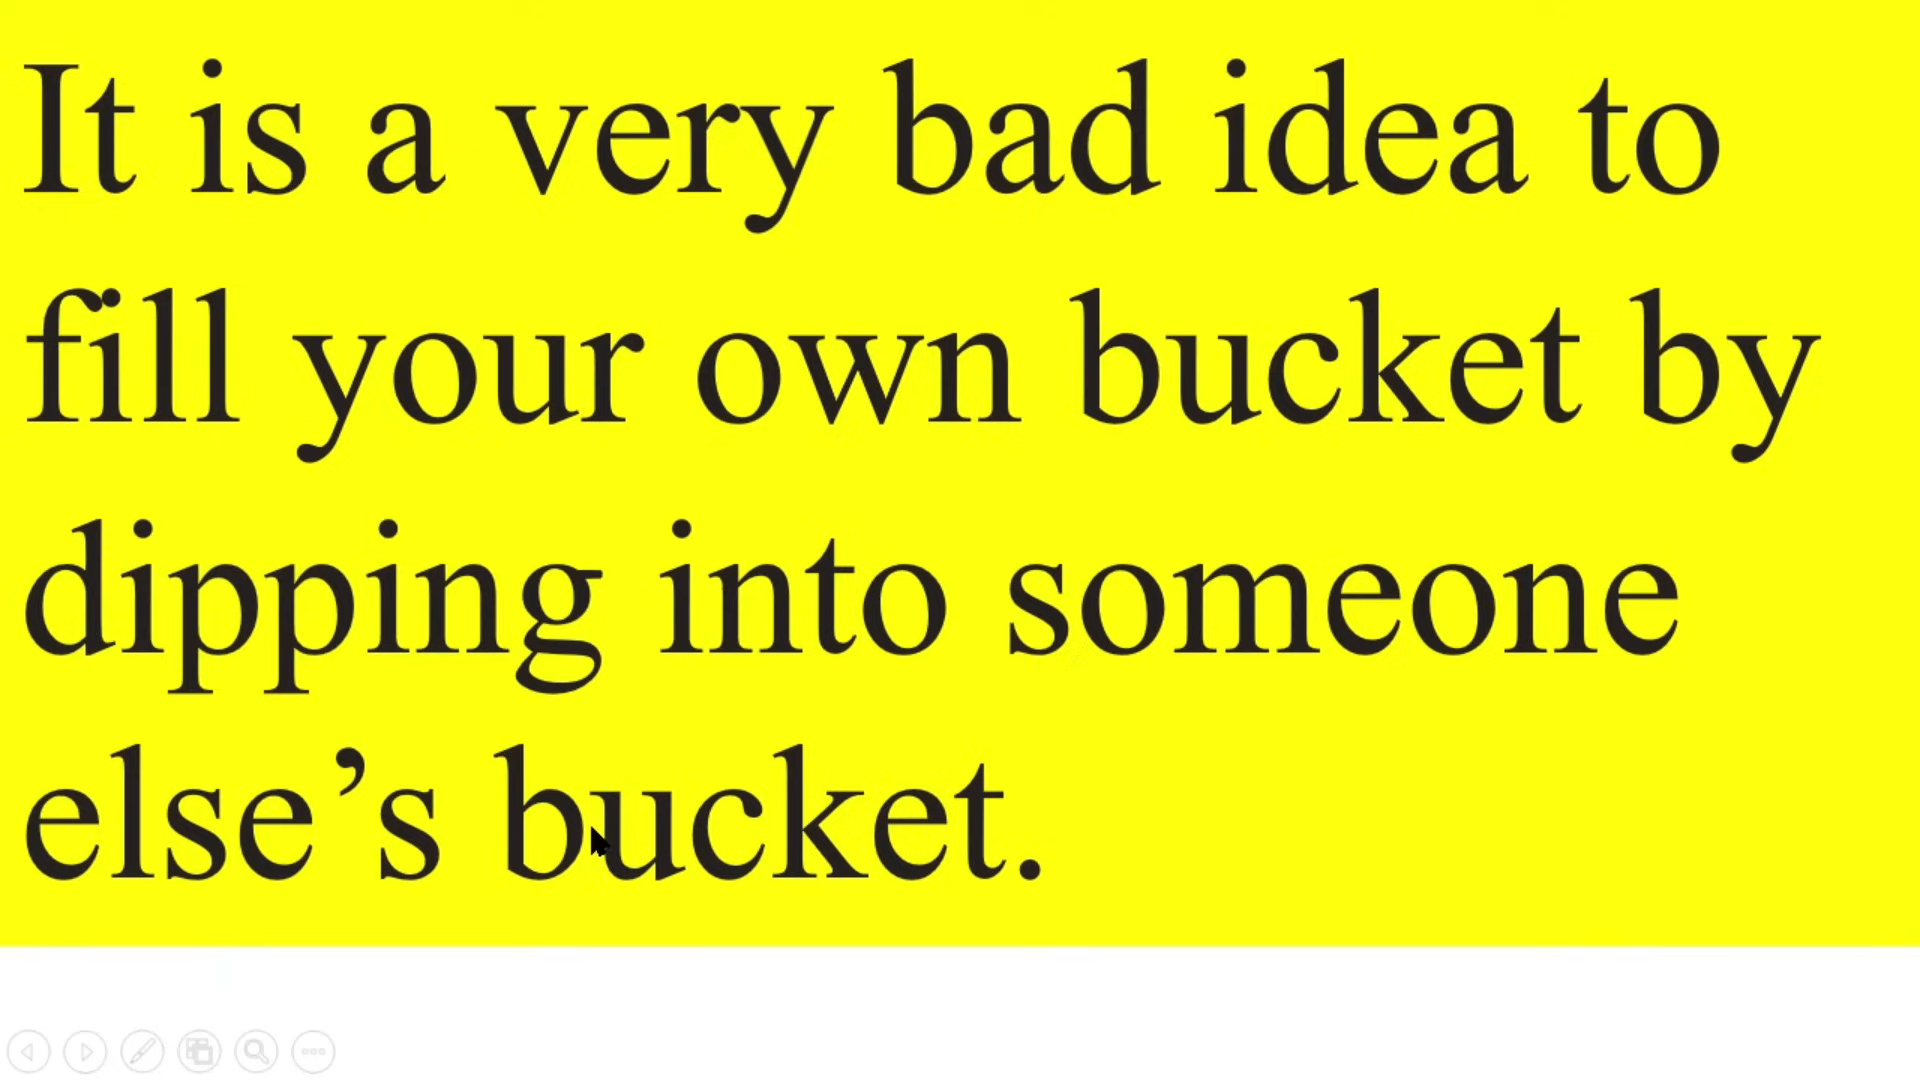 It is a very bad idea to
fill your own bucket by
dipping into someone
else’s bucket.